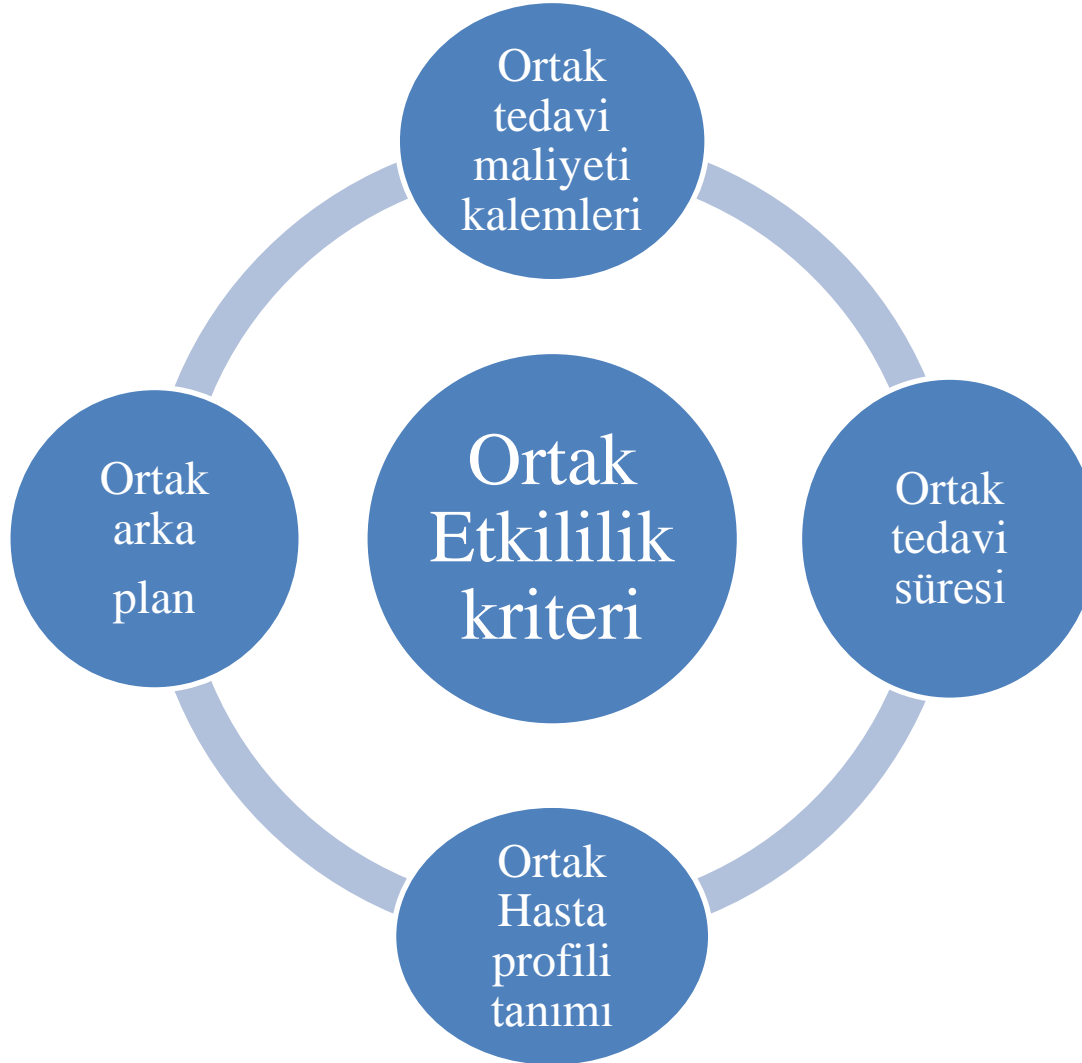 Ortak
tedavi
maliyeti
kalemleri
Ortak
arka
plan
Ortak
Etkililik
kriteri
Ortak
tedavi
süresi
Ortak
Hasta
profili
tanımı